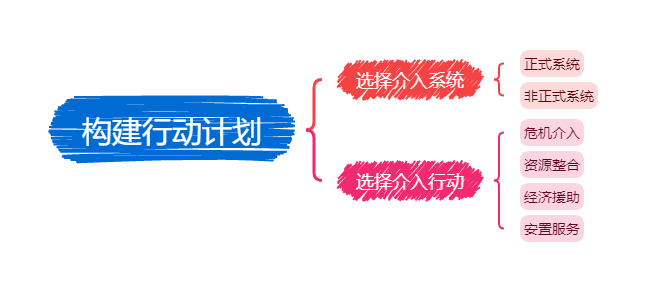 构建行动计划
选择介入系统
正式系统
非正式系统
选择介入行动
危机介入
资源整合
经济援助
安置服务